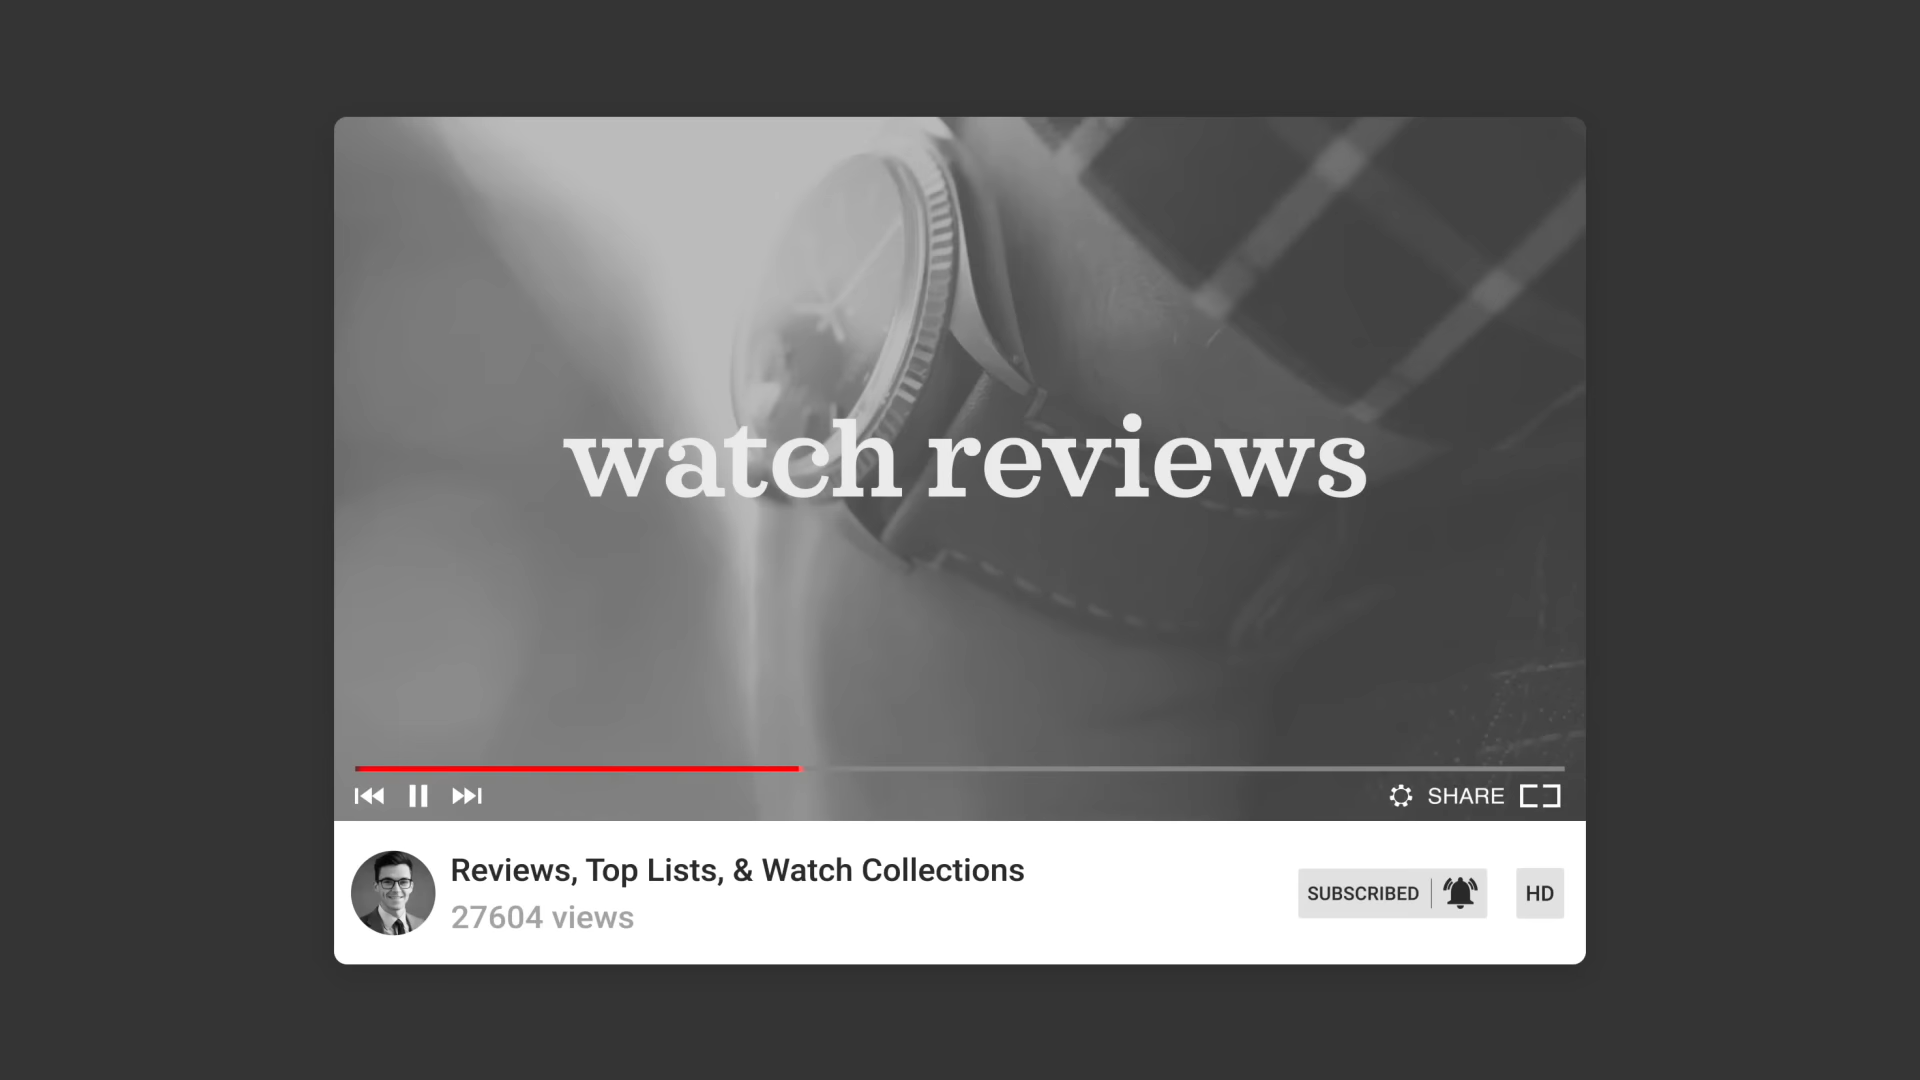 watch reviews
SHARE
Reviews, Top Lists, & Watch Collections
27604 views
SUBSCRIBED
HD